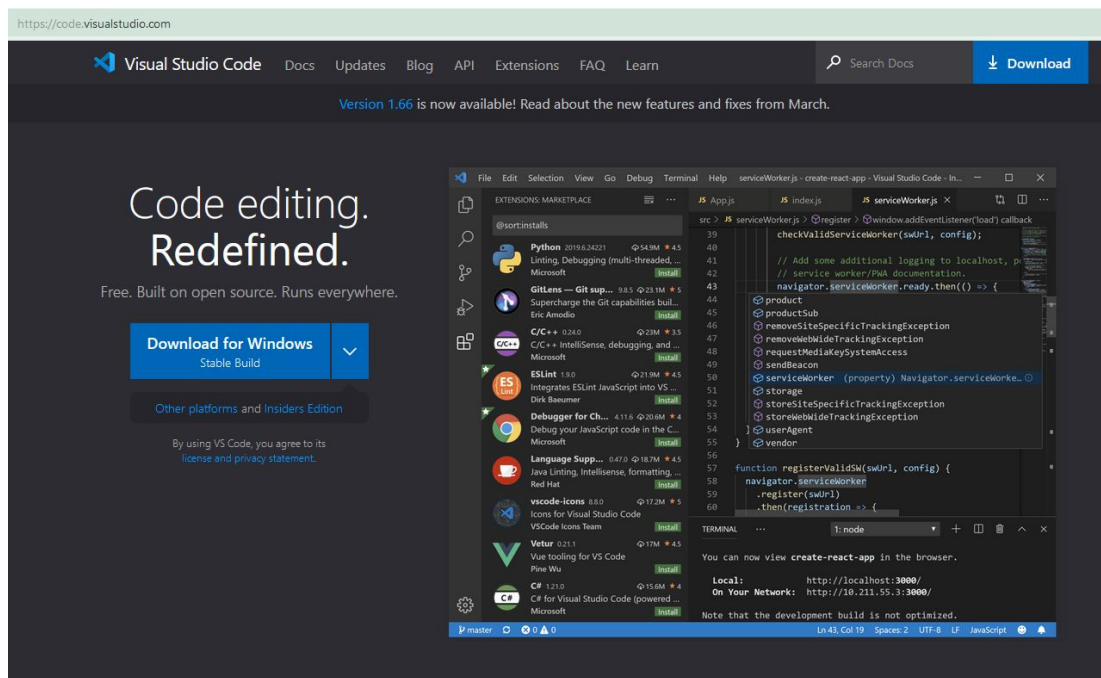 https://code.visualstudio.com
Visual Studio Code Docs Updates Blog API Extensions FAQ Learn Search Docs Download
Version 1.66 is now available! Read about the new features and fixes from March.
Code editing.
Redefined.
Free. Built on open source. Runs everywhere.
Download for Windows
Stable Build
Other platforms and Insiders Edition
By using VS Code, you agree to its
license and privacy statement.
File Edit Selection View Go Debug Terminal Help serviceWorker.js - create-react-app - Visual Studio Code - In...
EXTENSIONS: MARKETPLACE
@sort:installs
Python 2019.6.24221 54.9M ★ 4.5
Linting, Debugging (multi-threaded, ...
Microsoft Install
GitLens — Git sup... 9.8.5 23.1M ★ 5
Supercharge the Git capabilities buil...
Eric Amodio Install
C/C++ 0.24.0 23M ★ 3.5
C/C++ IntelliSense, debugging, and ...
Microsoft Install
ESLint 1.9.0 21.9M ★ 4.5
Integrates ESLint JavaScript into VS ...
Dirk Baeumer Install
Debugger for Ch... 4.11.6 20.6M ★ 4
Debug your JavaScript code in the C...
Microsoft Install
Language Supp... 0.47.0 18.7M ★ 4.5
Java Linting, Intellisense, formatting, ...
Red Hat Install
vscode-icons 8.8.0 17.2M ★ 5
Icons for Visual Studio Code
VSCode Icons Team Install
Vetur 0.21.1 17M ★ 4.5
Vue tooling for VS Code
Pine Wu Install
C# 1.21.0 15.6M ★ 4
C# for Visual Studio Code (powered ...
Microsoft Install
C/C++
ES
Lint
C#
JS App.js JS index.js JS serviceWorker.js
src > JS serviceWorker.js > register > window.addEventListener('load') callback
39 checkValidServiceWorker(swUrl, config);
40
41 // Add some additional logging to localhost, p
42 // service worker/PWA documentation.
43 navigator.serviceWorker.ready.then(() => {
44 product
45 productSub
46 removeSiteSpecificTrackingException
47 removeWebWideTrackingException
48 requestMediaKeySystemAccess
49 sendBeacon
50 serviceWorker (property) Navigator.serviceWorke...
51 storage
52 storeSiteSpecificTrackingException
53 storeWebWideTrackingException
54 } userAgent
55 } vendor
56
57 function registerValidSW(swUrl, config) {
58 navigator.serviceWorker
59 .register(swUrl)
60 .then(registration => {
TERMINAL ... 1: node
You can now view create-react-app in the browser.
Local: http://localhost:3000/
On Your Network: http://10.211.55.3:3000/
Note that the development build is not optimized.
master 0 0 Ln 43, Col 19 Spaces: 2 UTF-8 LF JavaScript